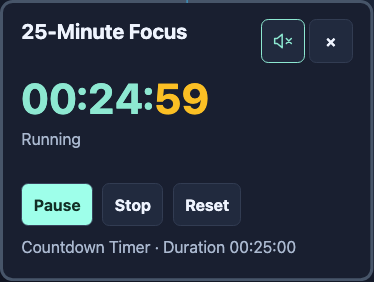 25-Minute Focus
00:24:59
Running
Pause Stop Reset
Countdown Timer · Duration 00:25:00